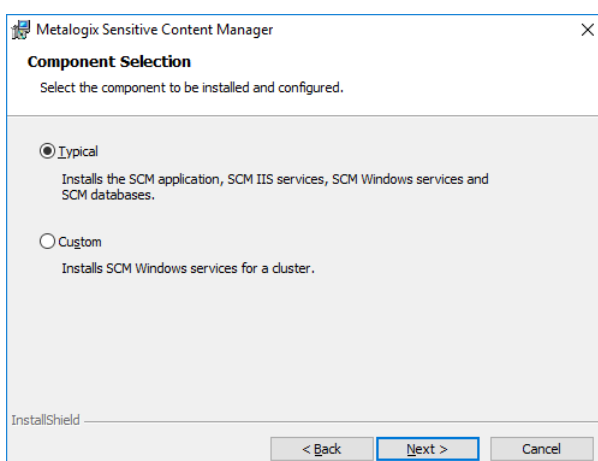 Metalogix Sensitive Content Manager
Component Selection
Select the component to be installed and configured.
Typical
Installs the SCM application, SCM IIS services, SCM Windows services and
SCM databases.
Custom
Installs SCM Windows services for a cluster.
InstallShield
< Back
Next >
Cancel